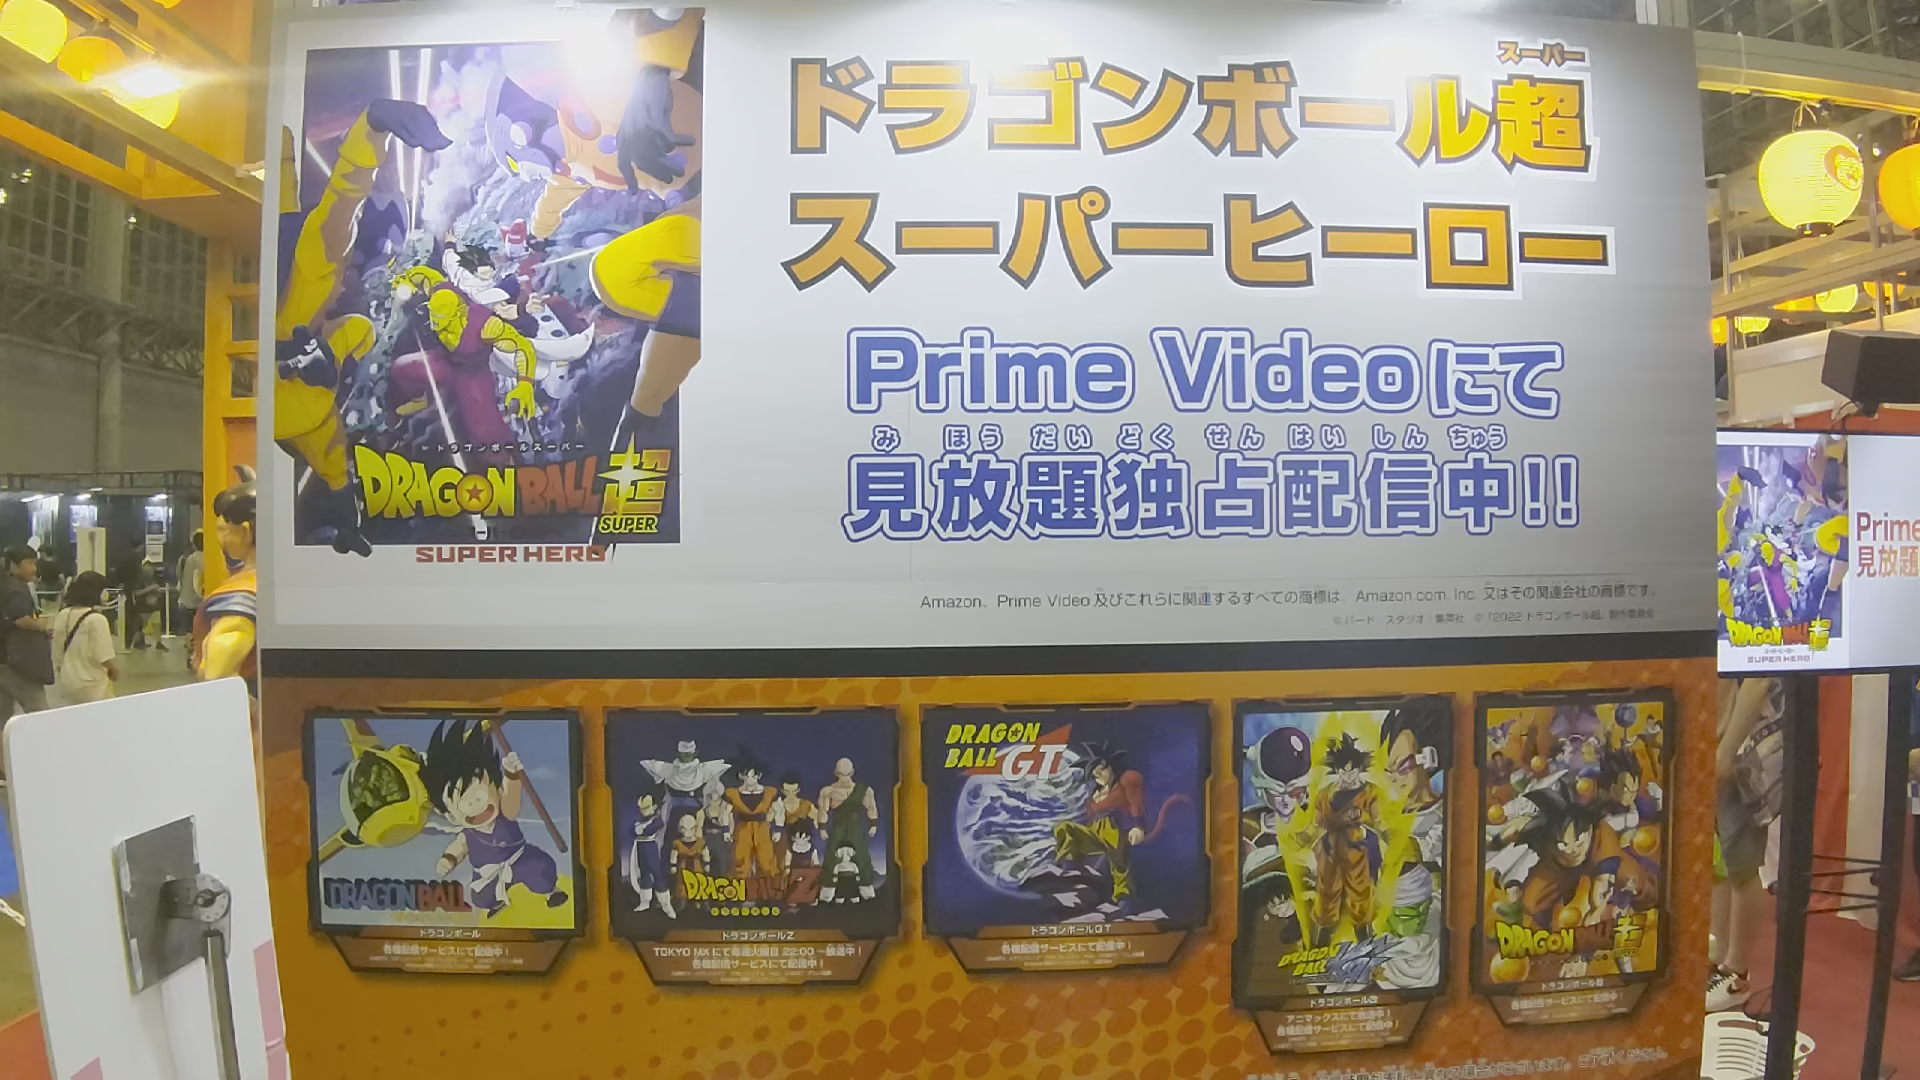 スーパー
ドラゴンボール超
スーパーヒーロー
Prime Videoにて
み ほう だい どく せん はい しん ちゅう
見放題独占配信中!!
Amazon、Prime Video 及びこれらに関連するすべての商標は、Amazon.com, Inc. 又はその関連会社の商標です。
©バード・スタジオ/集英社 ©「2022 ドラゴンボール超」製作委員会
ドラゴンボールスーパー
DRAGON BALL 超
SUPER
SUPER HERO
Prime
見放題
DRAGON BALL 超
SUPER HERO
DRAGON BALL
ドラゴンボール
各種配信サービスにて配信中!
DRAGON BALL Z
ドラゴンボールZ
TOKYO MXにて毎週火曜日 22:00 ~放送中!
各種配信サービスにて配信中!
DRAGON
BALL GT
ドラゴンボールGT
各種配信サービスにて配信中!
DRAGON
BALL KAI
ドラゴンボール改
アニマックスにて放送中!
各種配信サービスにて配信中!
DRAGON BALL 超
SUPER
ドラゴンボール超
各種配信サービスにて配信中!